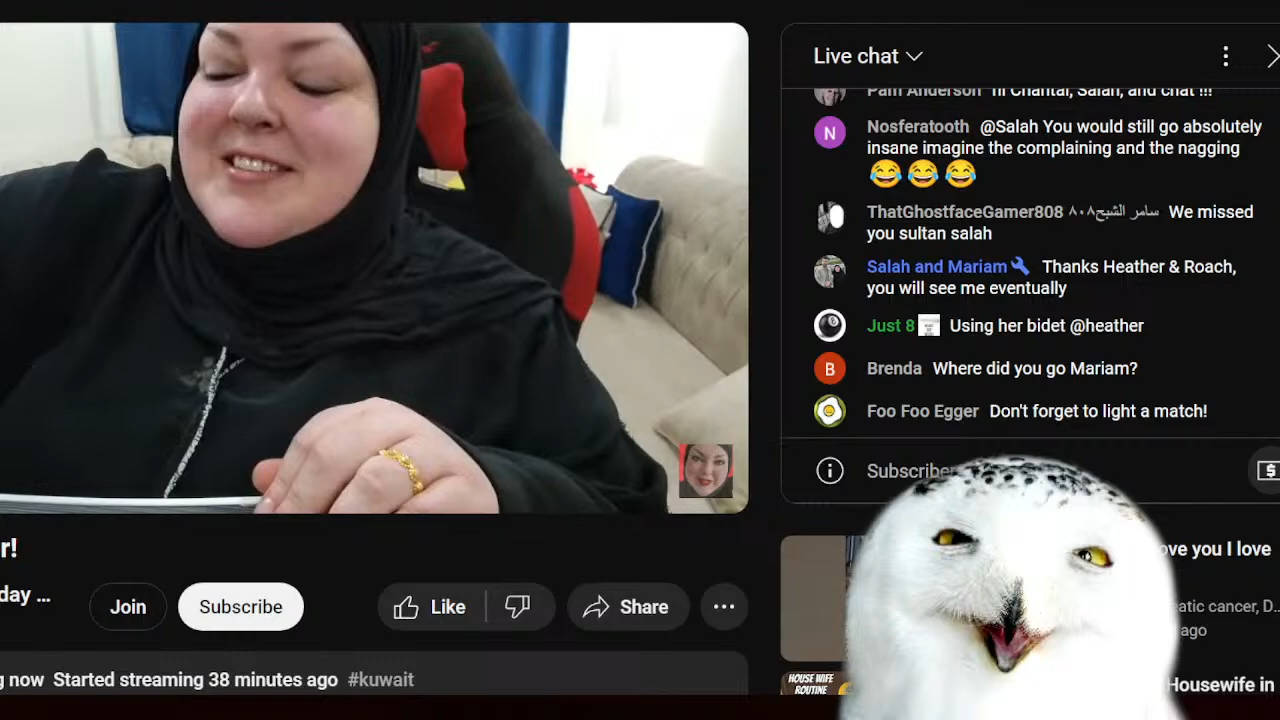 Live chat
Pam Anderson hi Chantal, Salah, and chat !!!
N
Nosferatooth @Salah You would still go absolutely
insane imagine the complaining and the nagging
😂😂😂
ThatGhostfaceGamer808 سامر الشبح٨٠٨ We missed
you sultan salah
Salah and Mariam Thanks Heather & Roach,
you will see me eventually
Just 8 Using her bidet @heather
B
Brenda Where did you go Mariam?
Foo Foo Egger Don't forget to light a match!
Subscribe
$
r!
day ...
Join
Subscribe
Like
Share
g now Started streaming 38 minutes ago #kuwait
ove you I love
atic cancer, D...
ago
HOUSE WIFE
ROUTINE
Housewife in